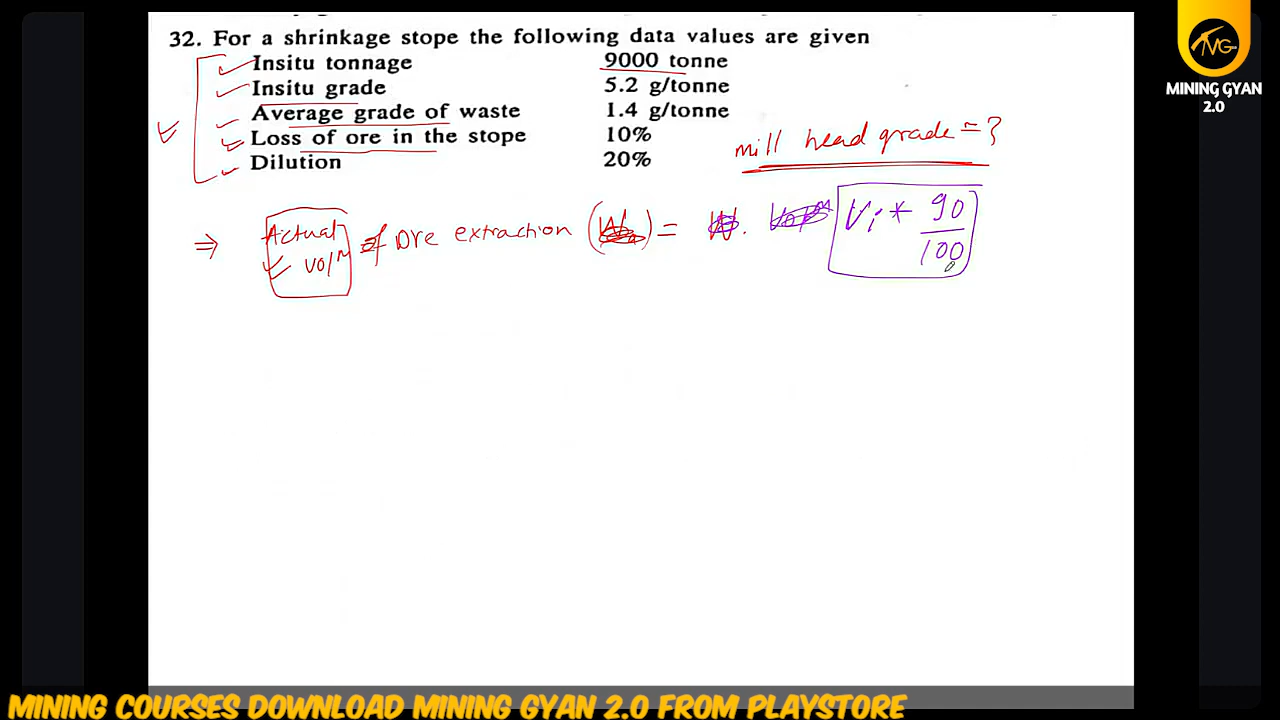 32. For a shrinkage stope the following data values are given
Insitu tonnage 9000 tonne
Insitu grade 5.2 g/tonne
Average grade of waste 1.4 g/tonne
Loss of ore in the stope 10%
Dilution 20%
mill head grade = ?
⇒ Actual volm of Ore extraction ( ) = Vi * 90/100
MINING GYAN
2.0
MINING COURSES DOWNLOAD MINING GYAN 2.0 FROM PLAYSTORE